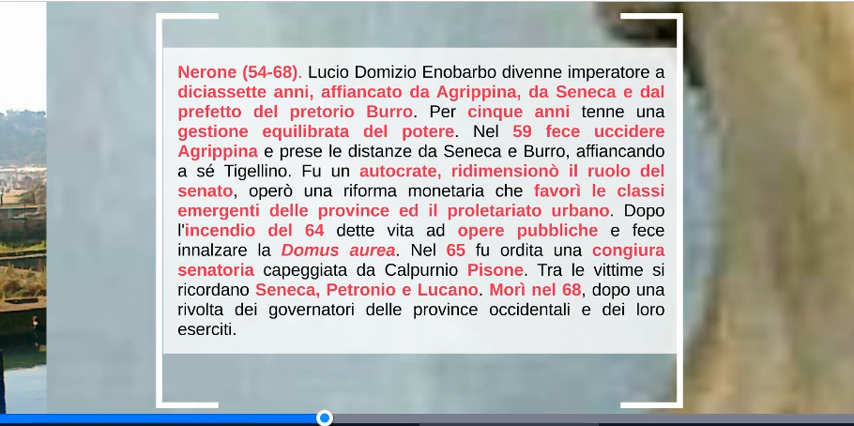 Nerone (54-68). Lucio Domizio Enobarbo divenne imperatore a
diciassette anni, affiancato da Agrippina, da Seneca e dal
prefetto del pretorio Burro. Per cinque anni tenne una
gestione equilibrata del potere. Nel 59 fece uccidere
Agrippina e prese le distanze da Seneca e Burro, affiancando
a sé Tigellino. Fu un autocrate, ridimensionò il ruolo del
senato, operò una riforma monetaria che favorì le classi
emergenti delle province ed il proletariato urbano. Dopo
l'incendio del 64 dette vita ad opere pubbliche e fece
innalzare la Domus aurea. Nel 65 fu ordita una congiura
senatoria capeggiata da Calpurnio Pisone. Tra le vittime si
ricordano Seneca, Petronio e Lucano. Morì nel 68, dopo una
rivolta dei governatori delle province occidentali e dei loro
eserciti.